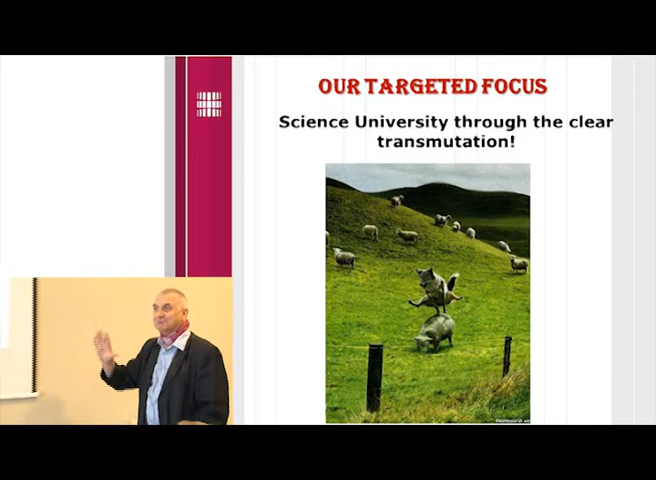 OUR TARGETED FOCUS
Science University through the clear
transmutation!